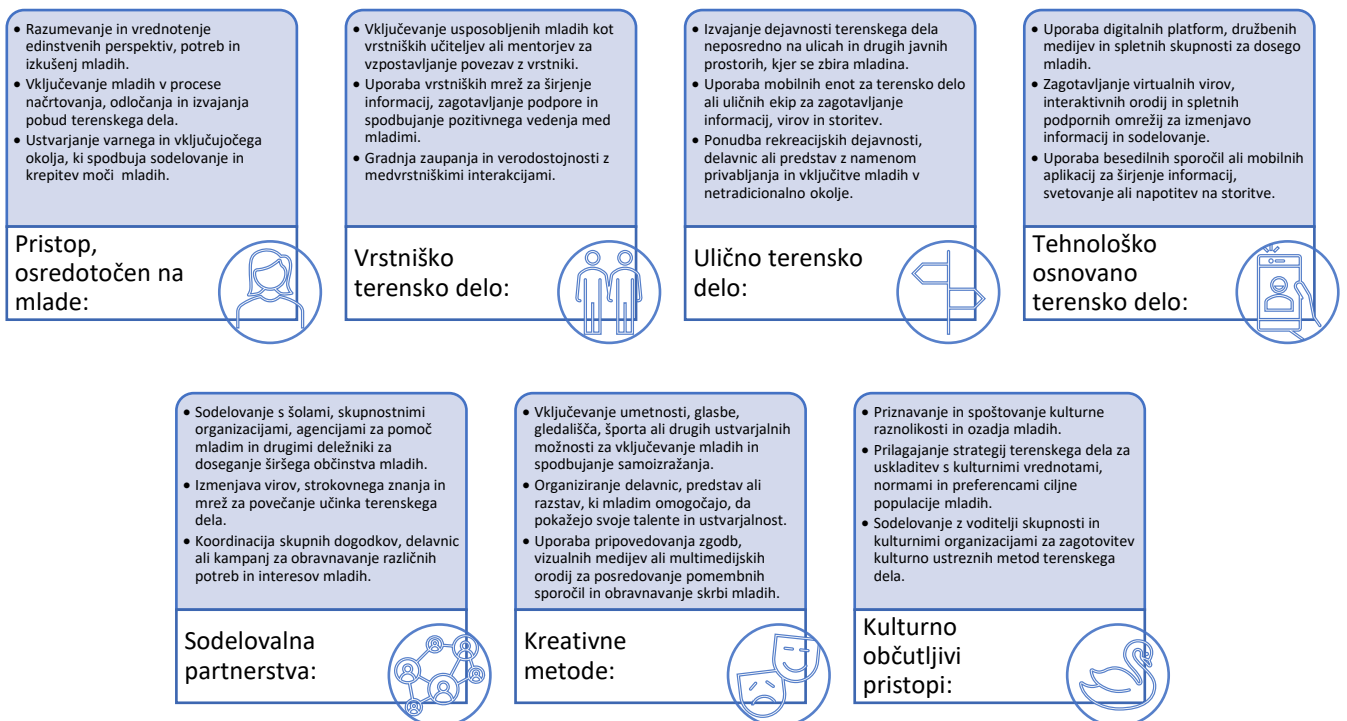 • Razumevanje in vrednotenje
edinstvenih perspektiv, potreb in
izkušenj mladih.
• Vključevanje mladih v procese
načrtovanja, odločanja in izvajanja
pobud terenskega dela.
• Ustvarjanje varnega in vključujočega
okolja, ki spodbuja sodelovanje in
krepitev moči  mladih.
Pristop,
osredotočen na
mlade:
• Vključevanje usposobljenih mladih kot
vrstniških učiteljev ali mentorjev za
vzpostavljanje povezav z vrstniki.
• Uporaba vrstniških mrež za širjenje
informacij, zagotavljanje podpore in
spodbujanje pozitivnega vedenja med
mladimi.
• Gradnja zaupanja in verodostojnosti z
medvrstniškimi interakcijami.
Vrstniško
terensko delo:
• Izvajanje dejavnosti terenskega dela
neposredno na ulicah in drugih javnih
prostorih, kjer se zbira mladina.
• Uporaba mobilnih enot za terensko delo
ali uličnih ekip za zagotavljanje
informacij, virov in storitev.
• Ponudba rekreacijskih dejavnosti,
delavnic ali predstav z namenom
privabljanja in vključitve mladih v
netradicionalno okolje.
Ulično terensko
delo:
• Uporaba digitalnih platform, družbenih
medijev in spletnih skupnosti za dosego
mladih.
• Zagotavljanje virtualnih virov,
interaktivnih orodij in spletnih
podpornih omrežij za izmenjavo
informacij in sodelovanje.
• Uporaba besedilnih sporočil ali mobilnih
aplikacij za širjenje informacij,
svetovanje ali napotitev na storitve.
Tehnološko
osnovano
terensko delo:
• Sodelovanje s šolami, skupnostnimi
organizacijami, agencijami za pomoč
mladim in drugimi deležniki za
doseganje širšega občinstva mladih.
• Izmenjava virov, strokovnega znanja in
mrež za povečanje učinka terenskega
dela.
• Koordinacija skupnih dogodkov, delavnic
ali kampanj za obravnavanje različnih
potreb in interesov mladih.
Sodelovalna
partnerstva:
• Vključevanje umetnosti, glasbe,
gledališča, športa ali drugih ustvarjalnih
možnosti za vključevanje mladih in
spodbujanje samoizražanja.
• Organiziranje delavnic, predstav ali
razstav, ki mladim omogočajo, da
pokažejo svoje talente in ustvarjalnost.
• Uporaba pripovedovanja zgodb,
vizualnih medijev ali multimedijskih
orodij za posredovanje pomembnih
sporočil in obravnavanje skrbi mladih.
Kreativne
metode:
• Priznavanje in spoštovanje kulturne
raznolikosti in ozadja mladih.
• Prilagajanje strategij terenskega dela za
uskladitev s kulturnimi vrednotami,
normami in preferencami ciljne
populacije mladih.
• Sodelovanje z voditelji skupnosti in
kulturnimi organizacijami za zagotovitev
kulturno ustreznih metod terenskega
dela.
Kulturno
občutljivi
pristopi: